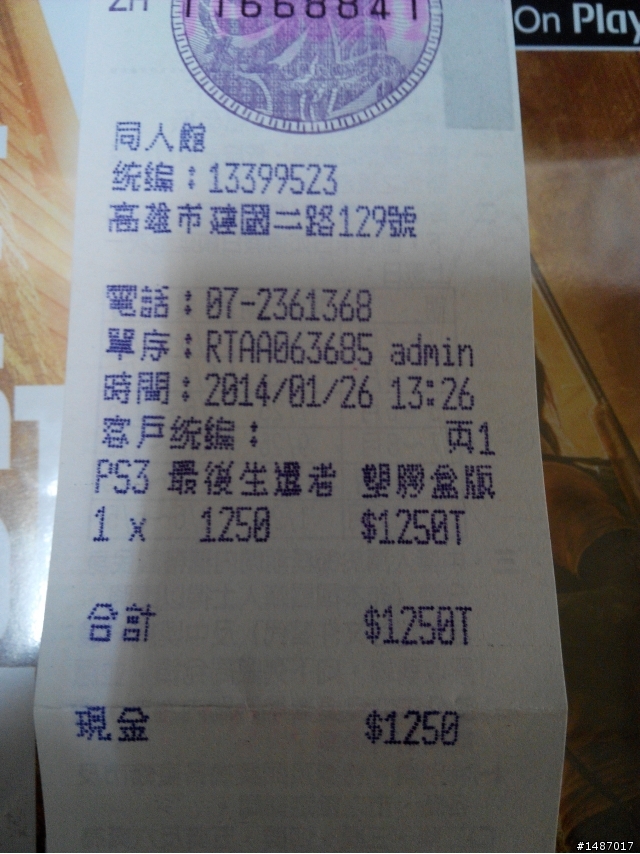 ZH 11668841
On Play
同人館
统編：13399523
高雄市建國二路129號
電話：07-2361368
單序：RTAA063685 admin
時間：2014/01/26 13:26
客戶统編： 頁1
PS3 最後生還者 塑膠盒版
1 x 1250 $1250T
合計 $1250T
現金 $1250
#1487017